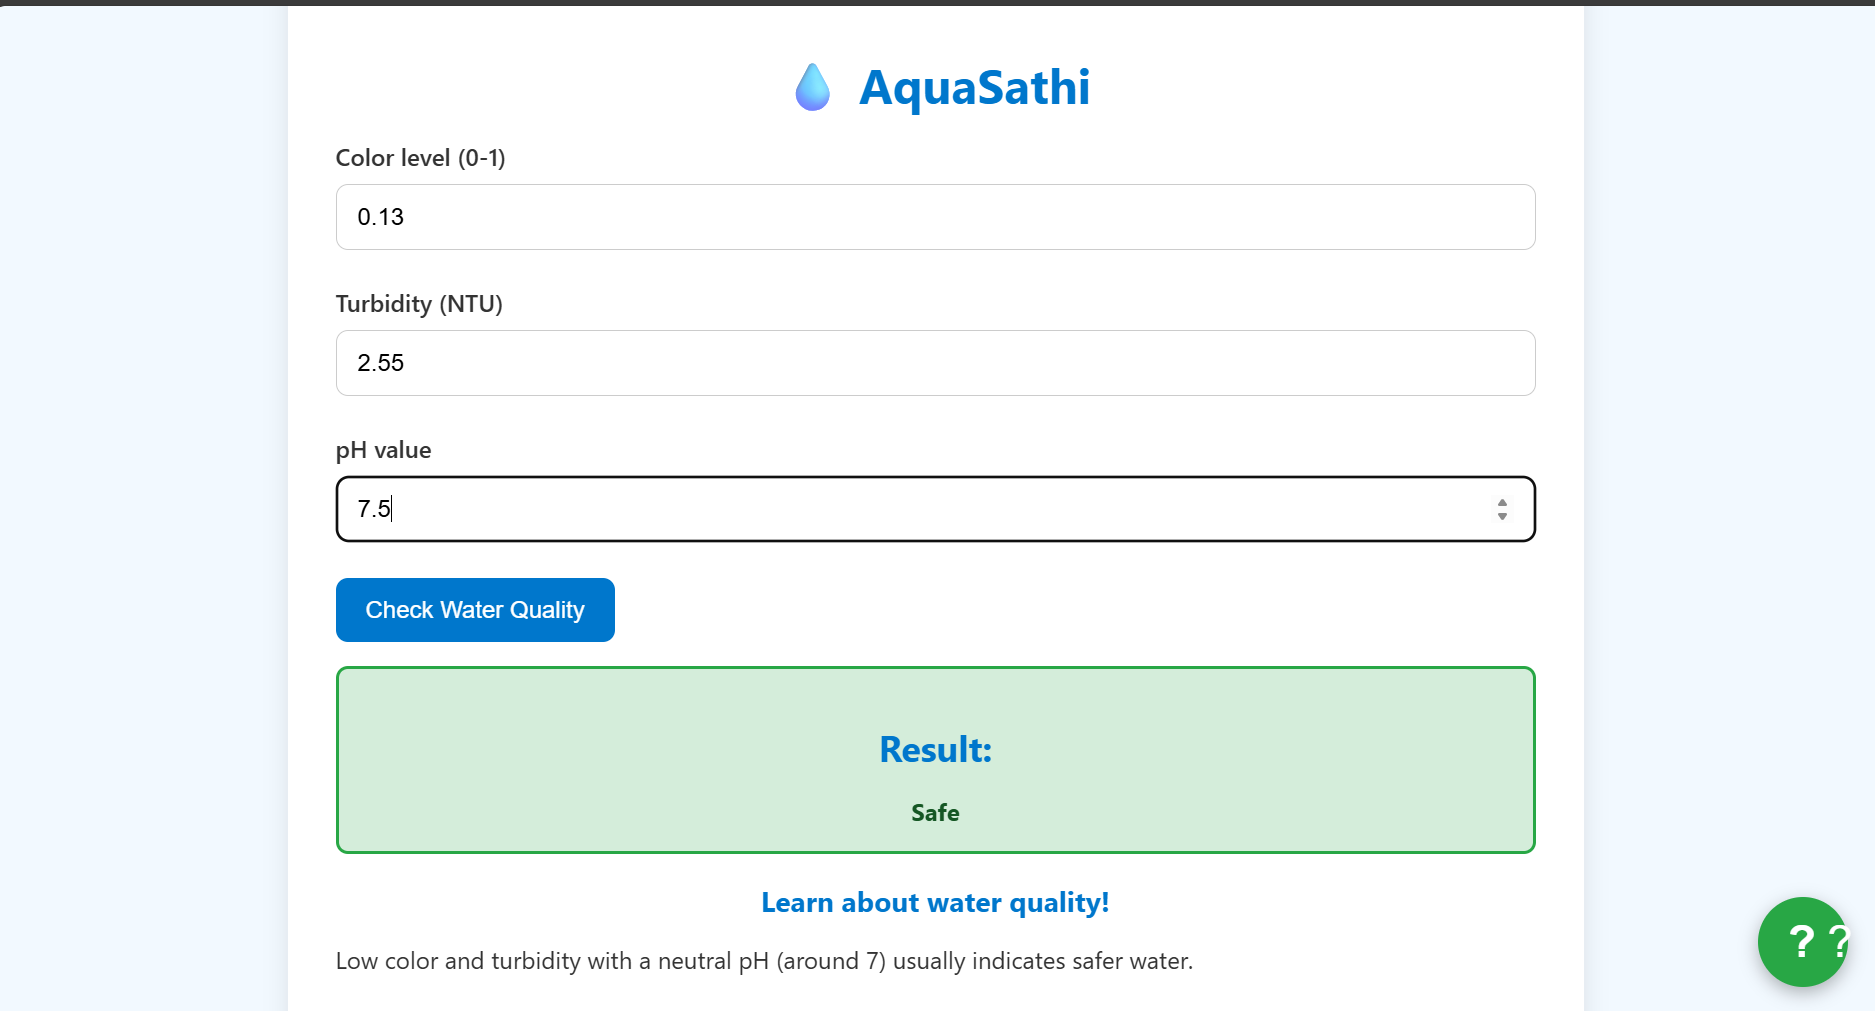 AquaSathi
Color level (0-1)
0.13
Turbidity (NTU)
2.55
pH value
7.5
Check Water Quality
Result:
Safe
Learn about water quality!
Low color and turbidity with a neutral pH (around 7) usually indicates safer water.
? ?